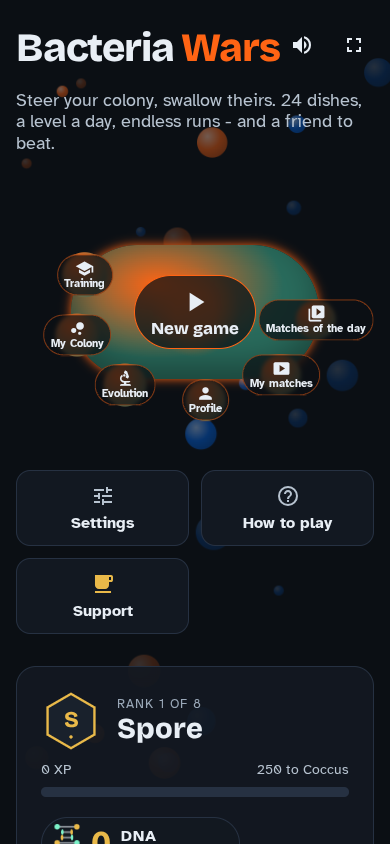 Bacteria Wars
Steer your colony, swallow theirs. 24 dishes,
a level a day, endless runs - and a friend to
beat.
Training
New game
Matches of the day
My Colony
My matches
Evolution
Profile
Settings
How to play
Support
S
RANK 1 OF 8
Spore
0 XP
250 to Coccus
0
DNA